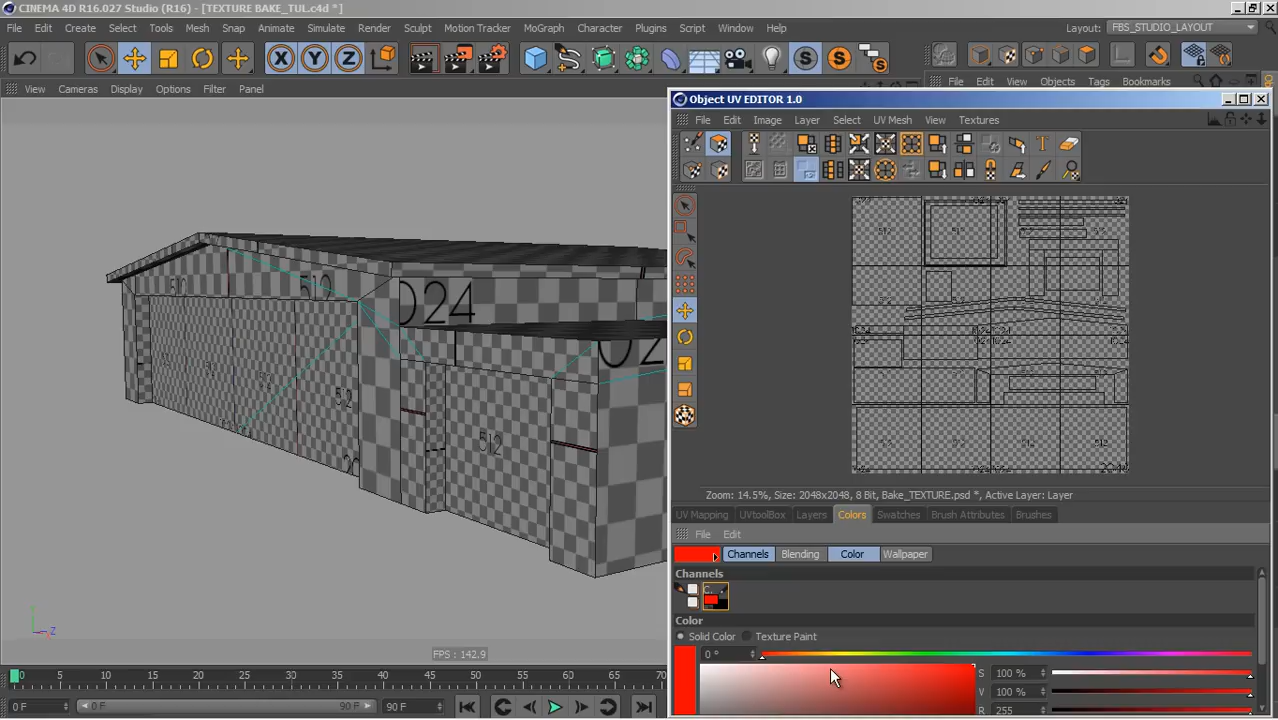 CINEMA 4D R16.027 Studio (R16) - [TEXTURE BAKE_TUL.c4d *]
File Edit Create Select Tools Mesh Snap Animate Simulate Render Sculpt Motion Tracker MoGraph Character Plugins Script Window Help Layout: FBS_STUDIO_LAYOUT
X Y Z
File Edit View Objects Tags Bookmarks
View Cameras Display Options Filter Panel
Object UV EDITOR 1.0
File Edit Image Layer Select UV Mesh View Textures
512
024
512
512
Zoom: 14.5%, Size: 2048x2048, 8 Bit, Bake_TEXTURE.psd *, Active Layer: Layer
UV Mapping UVtoolBox Layers Colors Swatches Brush Attributes Brushes
File Edit
Channels Blending Color Wallpaper
Channels
Color
Solid Color Texture Paint
0 °
S 100 %
V 100 %
R 255
FPS : 142.9
0 5 10 15 20 25 30 35 40 45 50 55 60 65 70
0 F 0 F 90 F 90 F